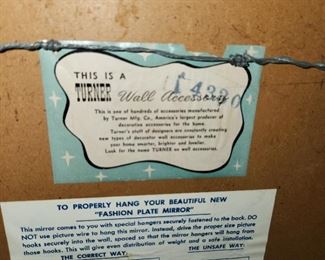 THIS IS A
TURNER Wall Accessory
This is one of hundreds of accessories manufactured
by Turner Mfg. Co., America's largest producer of
decorative accessories for the home.
Turner's staff of designers are constantly creating
new types of decorator wall accessories to make
your home smarter, brighter and lovelier.
Look for the name TURNER on wall accessories.
TO PROPERLY HANG YOUR BEAUTIFUL NEW
"FASHION PLATE MIRROR"
This mirror comes to you with special hangers securely fastened to the back. DO
NOT use picture wire to hang this mirror. Instead, drive the proper size picture
hooks securely into the wall, spaced so that the mirror hangers will hang from
those hooks. This will give even distribution of weight and a safe installation.
THE CORRECT WAY: THE UNSAFE WAY: